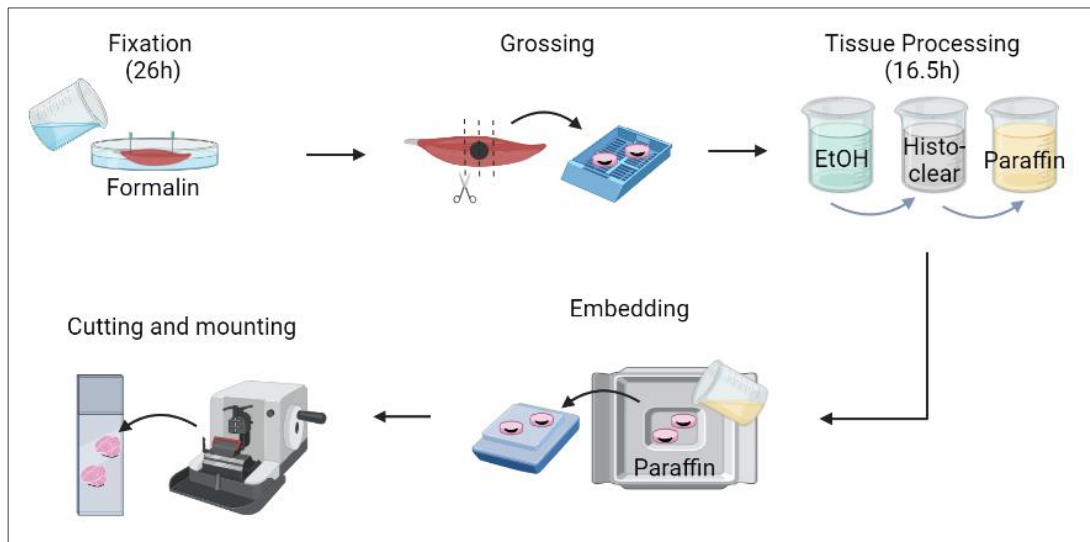 Fixation
(26h)
Formalin
Grossing
Tissue Processing
(16.5h)
EtOH
Histo-
clear
Paraffin
Embedding
Paraffin
Cutting and mounting